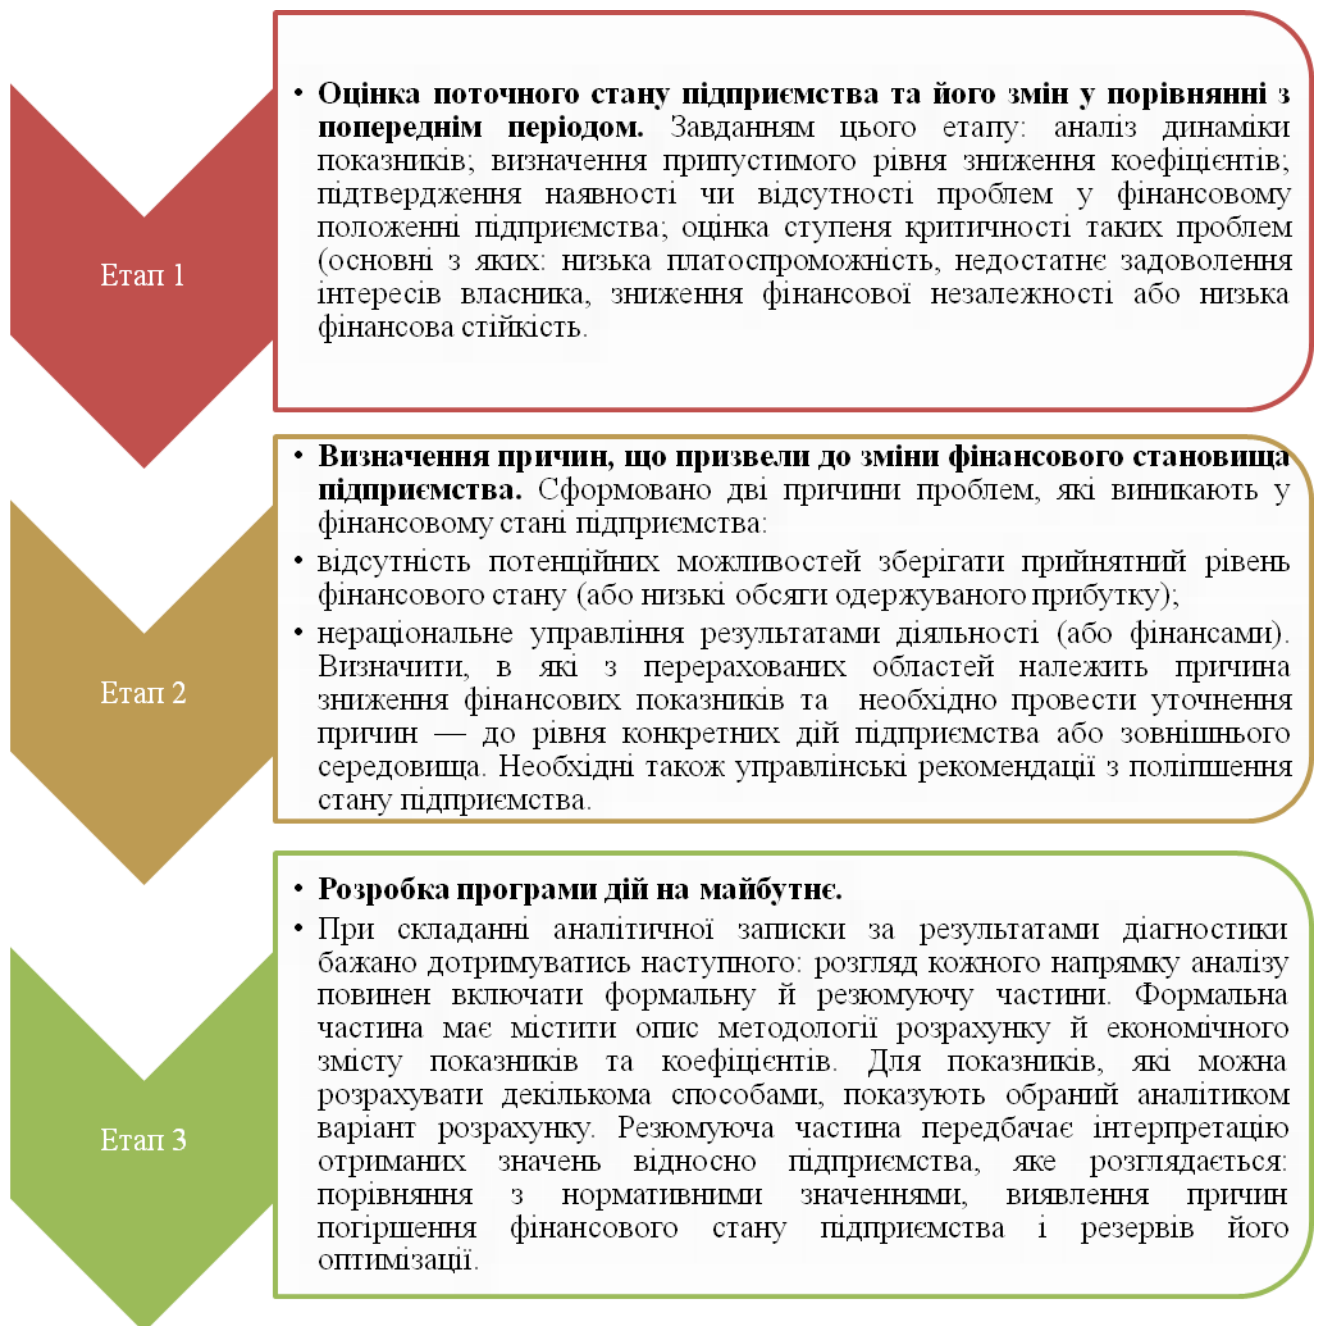 Етап 1
• Оцінка поточного стану підприємства та його змін у порівнянні з
попереднім періодом. Завданням цього етапу: аналіз динаміки
показників; визначення припустимого рівня зниження коефіцієнтів;
підтвердження наявності чи відсутності проблем у фінансовому
положенні підприємства; оцінка ступеня критичності таких проблем
(основні з яких: низька платоспроможність, недостатнє задоволення
інтересів власника, зниження фінансової незалежності або низька
фінансова стійкість.
Етап 2
• Визначення причин, що призвели до зміни фінансового становища
підприємства. Сформовано дві причини проблем, які виникають у
фінансовому стані підприємства:
• відсутність потенційних можливостей зберігати прийнятний рівень
фінансового стану (або низькі обсяги одержуваного прибутку);
• нераціональне управління результатами діяльності (або фінансами).
Визначити, в які з перерахованих областей належить причина
зниження фінансових показників та необхідно провести уточнення
причин — до рівня конкретних дій підприємства або зовнішнього
середовища. Необхідні також управлінські рекомендації з поліпшення
стану підприємства.
Етап 3
• Розробка програми дій на майбутнє.
• При складанні аналітичної записки за результатами діагностики
бажано дотримуватись наступного: розгляд кожного напрямку аналізу
повинен включати формальну й резюмуючу частини. Формальна
частина має містити опис методології розрахунку й економічного
змісту показників та коефіцієнтів. Для показників, які можна
розрахувати декількома способами, показують обраний аналітиком
варіант розрахунку. Резюмуюча частина передбачає інтерпретацію
отриманих значень відносно підприємства, яке розглядається:
порівняння з нормативними значеннями, виявлення причин
погіршення фінансового стану підприємства і резервів його
оптимізації.